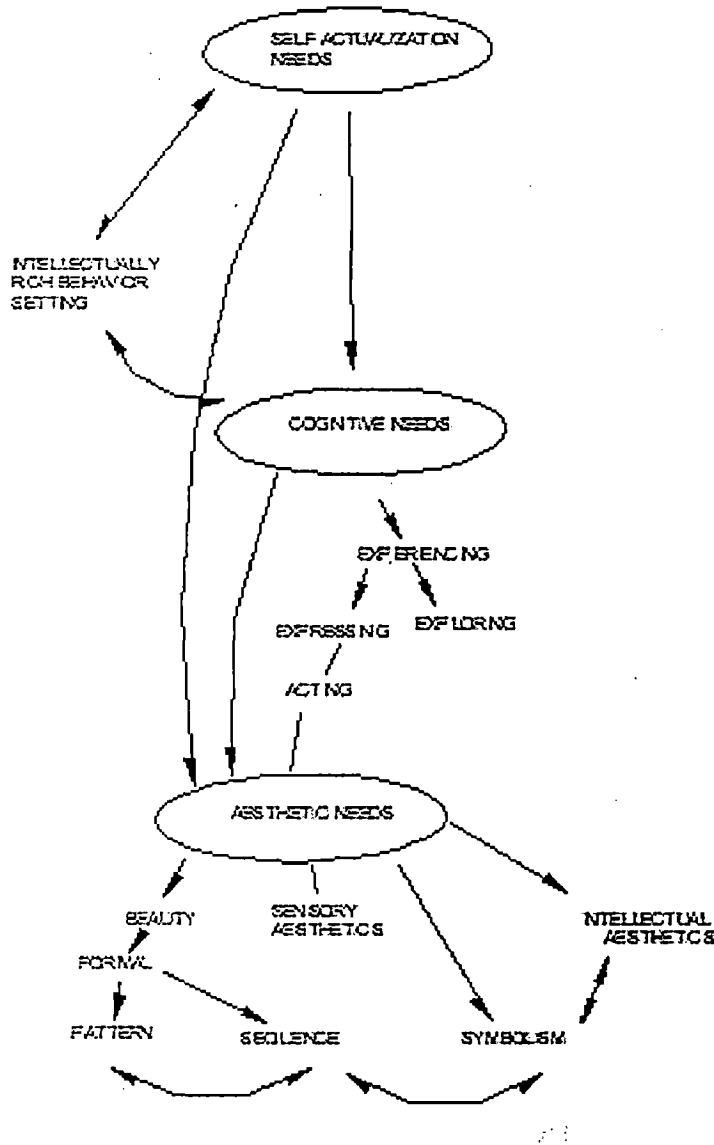 SELF ACTUALIZATION
NEEDS
INTELLECTUALLY
RICH BEHAVIOR
SETTING
COGNITIVE NEEDS
EXPERIENCING
EXPRESSING
EXPLORING
ACTING
AESTHETIC NEEDS
BEAUTY
SENSORY
AESTHETICS
INTELLECTUAL
AESTHETICS
FORMAL
PATTERN
SEQUENCE
SYMBOLISM